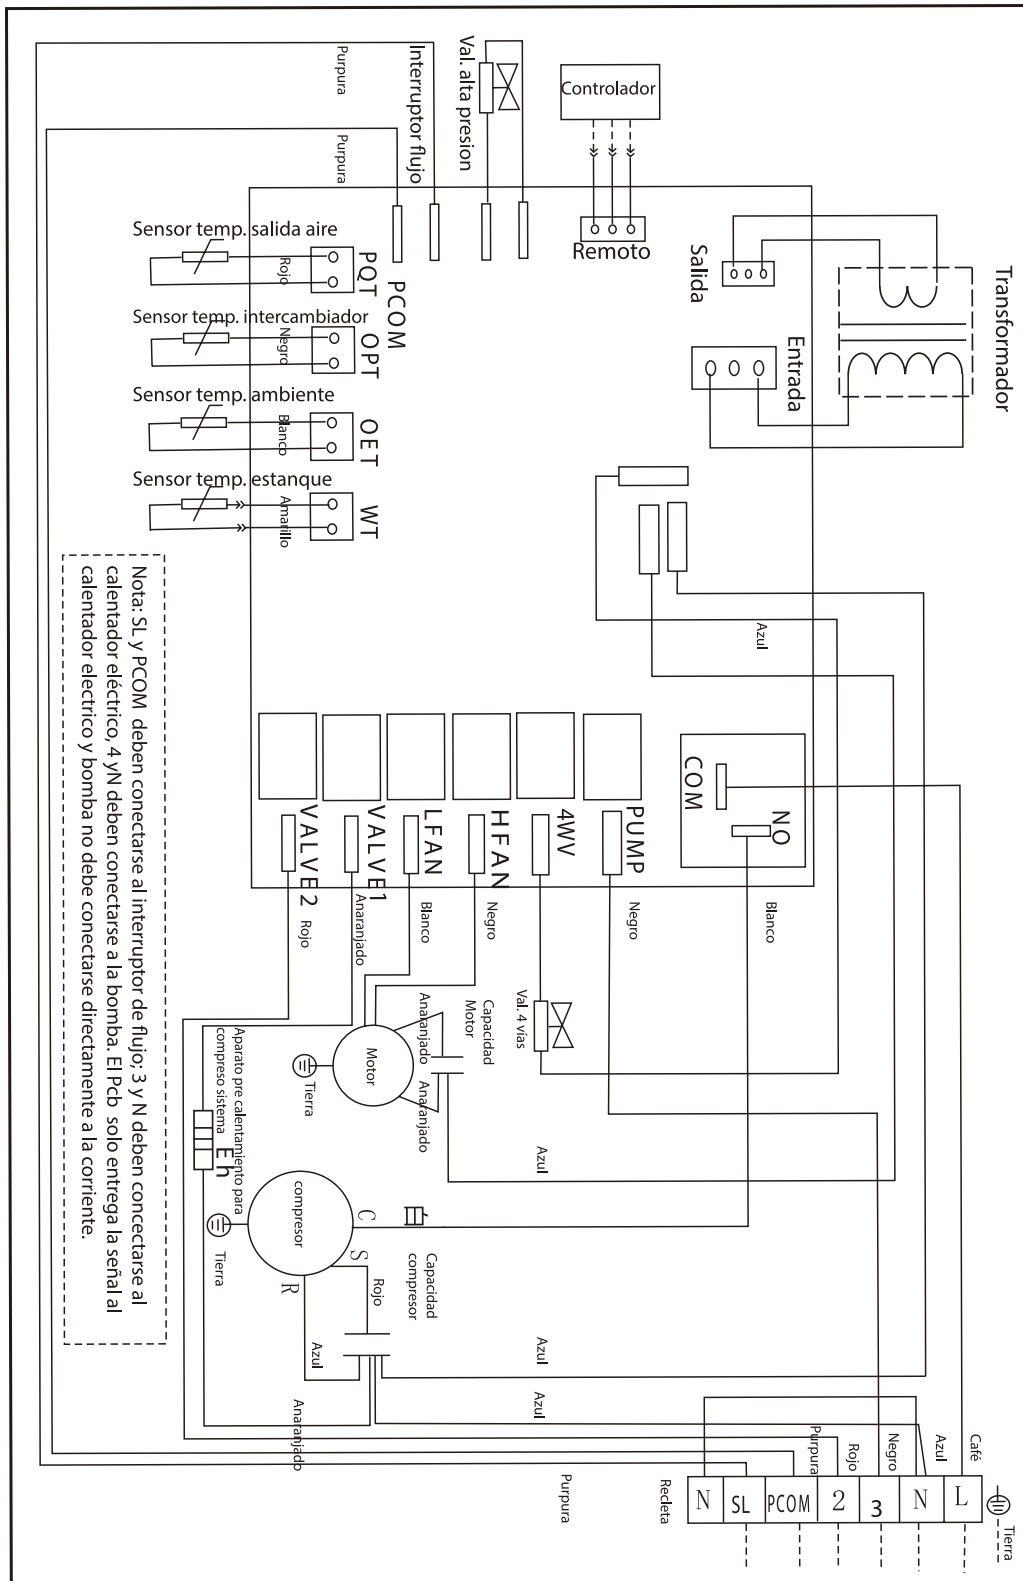 Purpura
Purpura
Interruptor flujo
Val. alta presion
Controlador
Remoto
Salida
Entrada
Transformador
Sensor temp. salida aire
Rojo
PQT
PCOM
Sensor temp. intercambiador
Negro
OPT
Sensor temp. ambiente
Blanco
OET
Sensor temp. estanque
Amarillo
WT
Nota: SL y PCOM deben conectarse al interruptor de flujo; 3 y N deben concectarse al
calentador eléctrico, 4 yN deben conectarse a la bomba. El Pcb solo entrega la señal al
calentador electrico y bomba no debe conectarse directamente a la corriente.
Azul
COM
NO
VALVE2
VALVE1
LFAN
HFAN
4WV
PUMP
Rojo
Anaranjado
Blanco
Negro
Negro
Blanco
Val. 4 vías
Capacidad
Motor
Anaranjado
Anaranjado
Motor
Tierra
Aparato pre calentamiento para
compreso sistema
Eh
Azul
compresor
C
S
R
Tierra
Capacidad
compresor
Rojo
Azul
Azul
Azul
Anaranjado
Purpura
Recleta
Purpura
Rojo
Negro
Azul
Café
N
SL
PCOM
2
3
N
L
Tierra